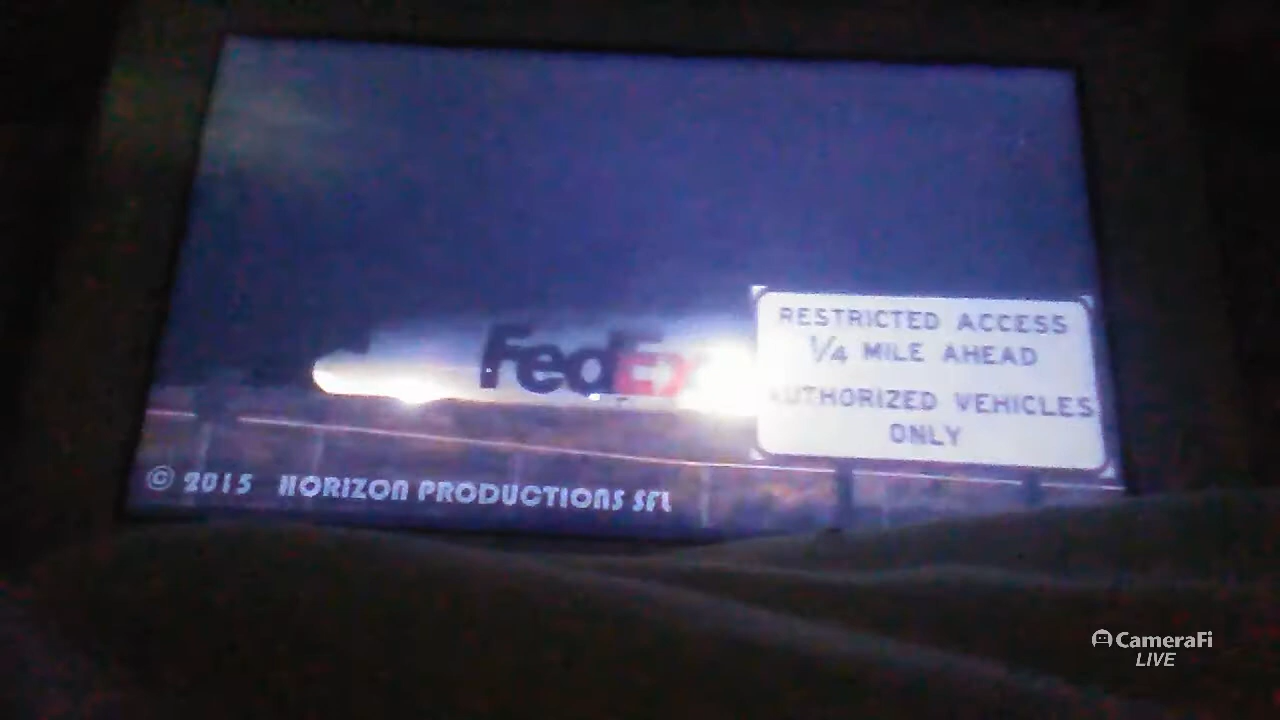 FedEx
RESTRICTED ACCESS
1/4 MILE AHEAD
AUTHORIZED VEHICLES
ONLY
© 2015 HORIZON PRODUCTIONS SFL
CameraFi
LIVE